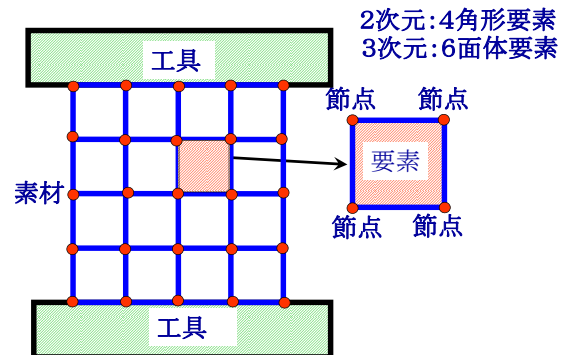 2次元:4角形要素
3次元:6面体要素
工具
節点 節点
要素
素材
節点 節点
工具